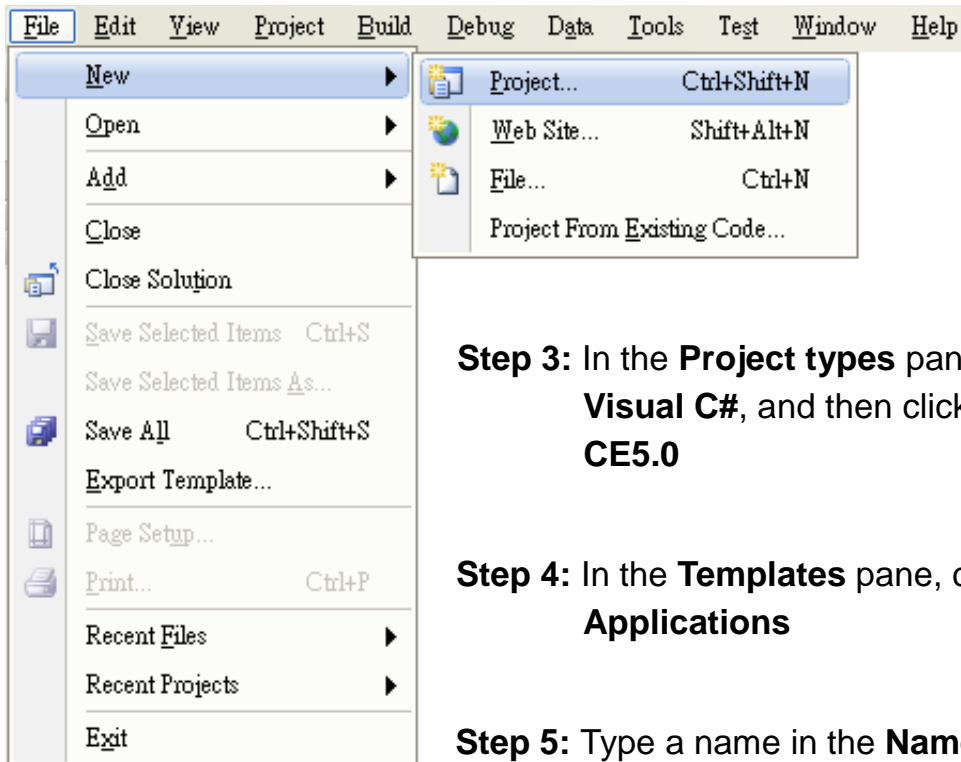 File Edit View Project Build Debug Data Tools Test Window Help
New
Project... Ctrl+Shift+N
Open
Web Site... Shift+Alt+N
Add
File... Ctrl+N
Close
Project From Existing Code...
Close Solution
Save Selected Items Ctrl+S
Save Selected Items As...
Save All Ctrl+Shift+S
Export Template...
Page Setup...
Print... Ctrl+P
Recent Files
Recent Projects
Exit
Step 3: In the Project types
Visual C#, and then
CE5.0
Step 4: In the Templates pane,
Applications
Step 5: Type a name in the